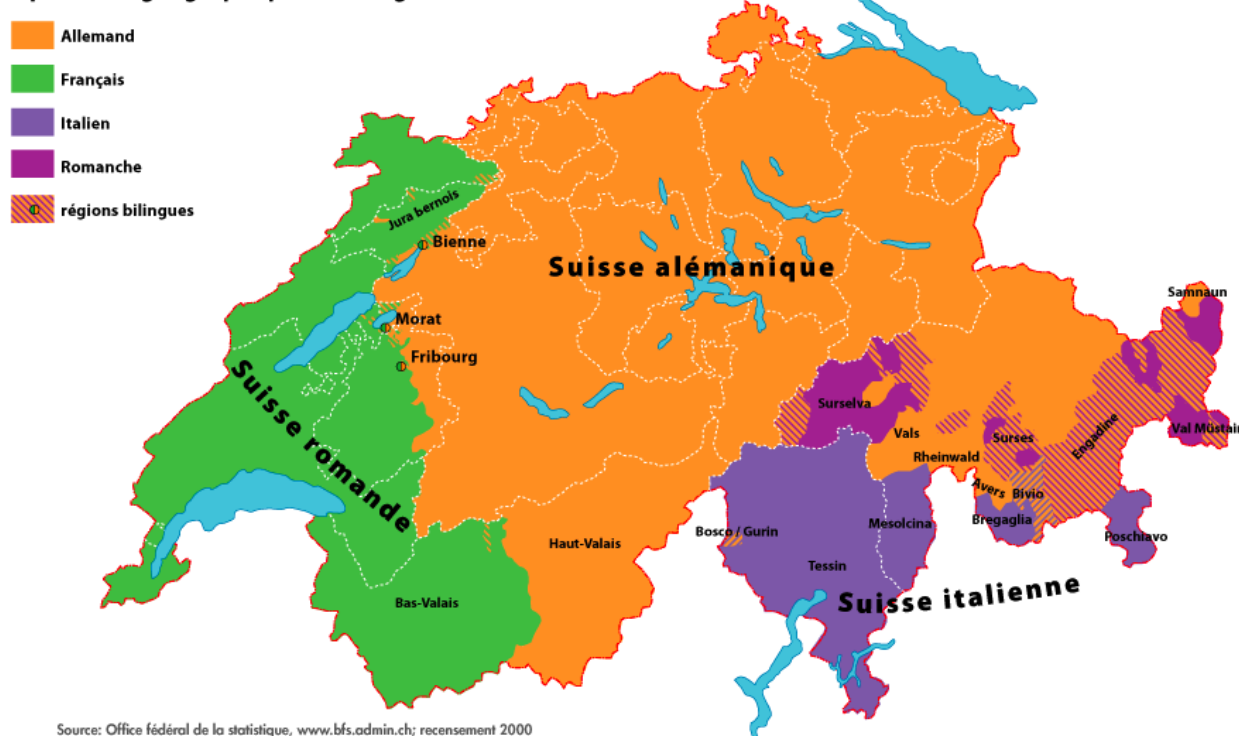 Allemand
Français
Italien
Romanche
régions bilingues
Jura bernois
Bienne
Suisse alémanique
Samnaun
Morat
Fribourg
Suisse romande
Surselva
Vals
Surses
Engadine
Val Müstair
Rheinwald
Avers
Bivio
Bregaglia
Mesolcina
Bosco / Gurin
Haut-Valais
Poschiavo
Tessin
Suisse italienne
Bas-Valais
Source: Office fédéral de la statistique, www.bfs.admin.ch; recensement 2000